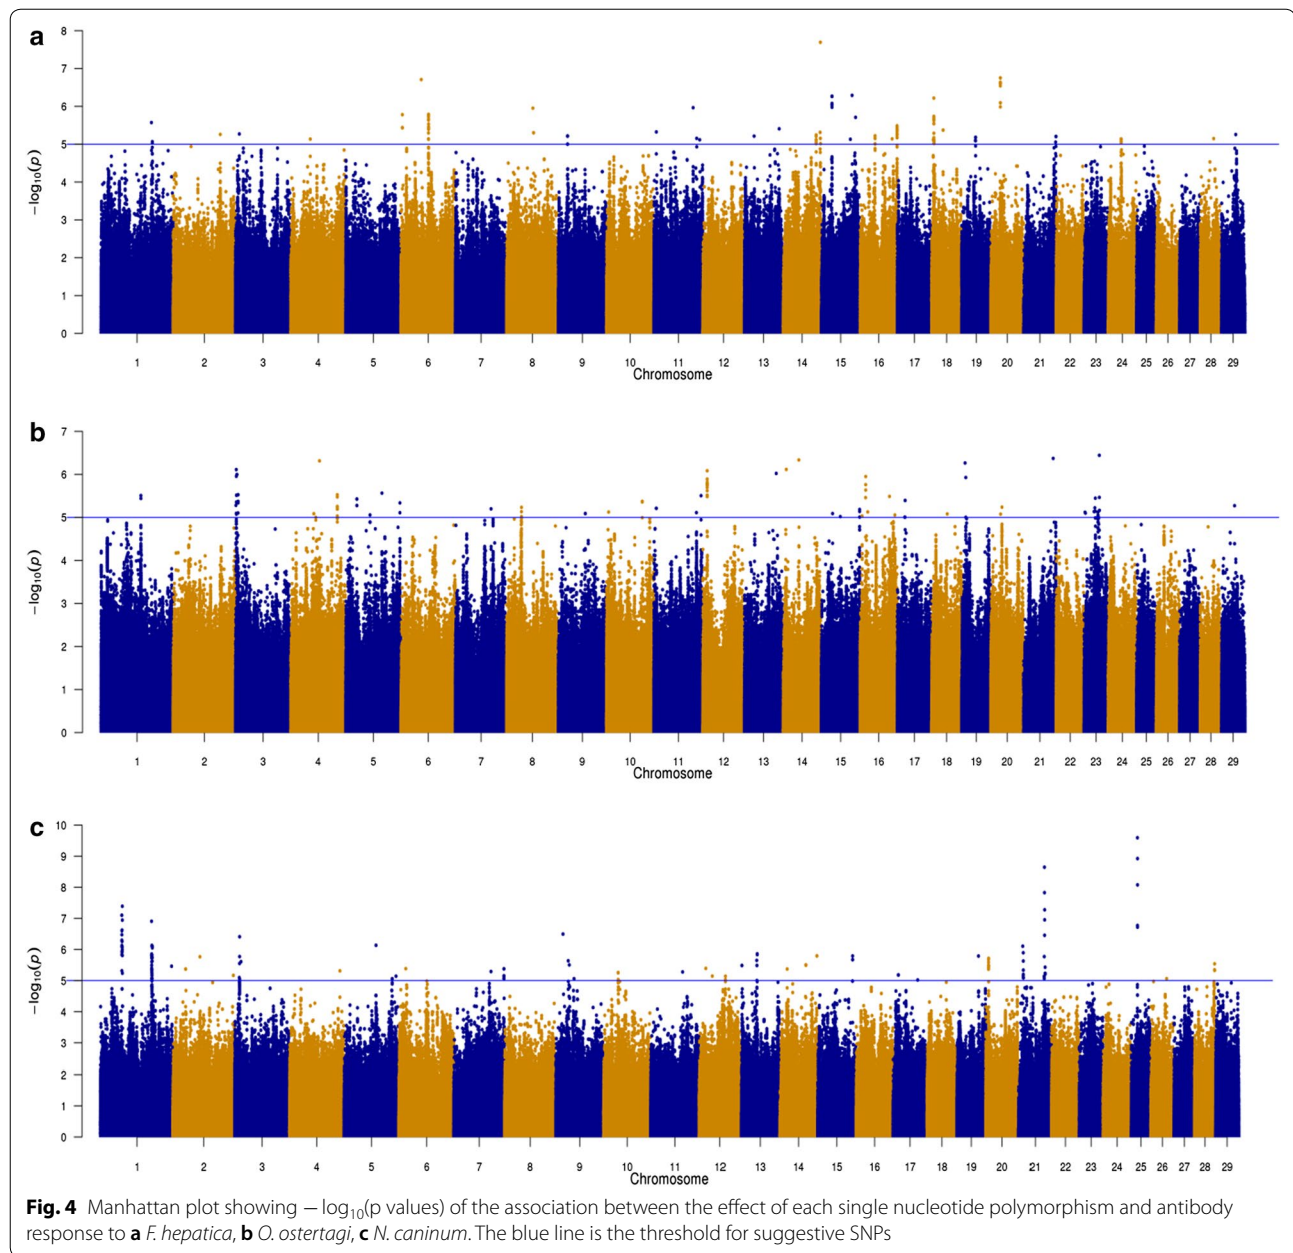 a
8
7
6
5
4
3
2
1
0
−log10(p)
1 2 3 4 5 6 7 8 9 10 11 12 13 14 15 16 17 18 19 20 21 22 23 24 25 26 27 28 29
Chromosome
b
7
6
5
4
3
2
1
0
−log10(p)
1 2 3 4 5 6 7 8 9 10 11 12 13 14 15 16 17 18 19 20 21 22 23 24 25 26 27 28 29
Chromosome
c
10
9
8
7
6
5
4
3
2
1
0
−log10(p)
1 2 3 4 5 6 7 8 9 10 11 12 13 14 15 16 17 18 19 20 21 22 23 24 25 26 27 28 29
Chromosome
Fig. 4 Manhattan plot showing − log10(p values) of the association between the effect of each single nucleotide polymorphism and antibody
response to a F. hepatica, b O. ostertagi, c N. caninum. The blue line is the threshold for suggestive SNPs